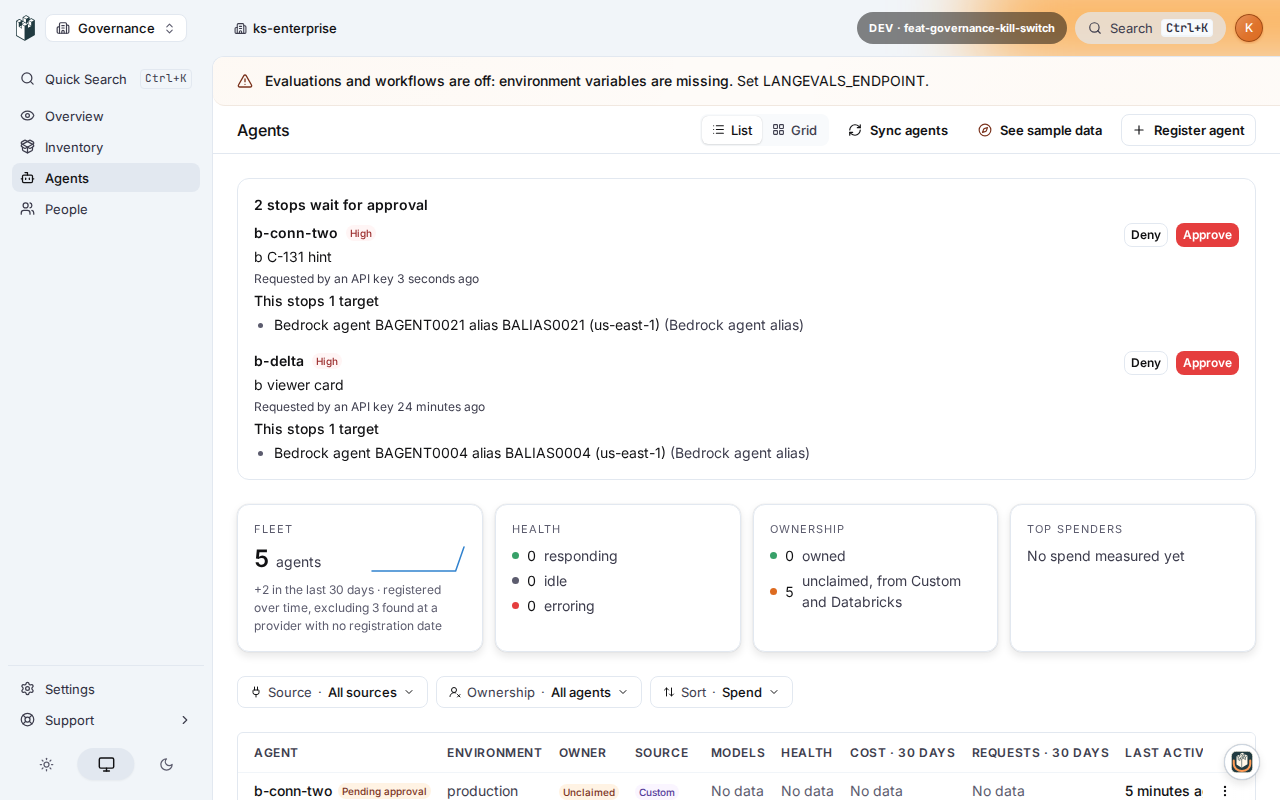 Governance
ks-enterprise
DEV · feat-governance-kill-switch
Search Ctrl+K
K
Quick Search Ctrl+K
Overview
Inventory
Agents
People
Settings
Support
Evaluations and workflows are off: environment variables are missing. Set LANGEVALS_ENDPOINT.
Agents
List
Grid
Sync agents
See sample data
Register agent
2 stops wait for approval
b-conn-two High
Deny Approve
b C-131 hint
Requested by an API key 3 seconds ago
This stops 1 target
Bedrock agent BAGENT0021 alias BALIAS0021 (us-east-1) (Bedrock agent alias)
b-delta High
Deny Approve
b viewer card
Requested by an API key 24 minutes ago
This stops 1 target
Bedrock agent BAGENT0004 alias BALIAS0004 (us-east-1) (Bedrock agent alias)
FLEET
5 agents
+2 in the last 30 days · registered
over time, excluding 3 found at a
provider with no registration date
HEALTH
0 responding
0 idle
0 erroring
OWNERSHIP
0 owned
5 unclaimed, from Custom
and Databricks
TOP SPENDERS
No spend measured yet
Source · All sources
Ownership · All agents
Sort · Spend
AGENT ENVIRONMENT OWNER SOURCE MODELS HEALTH COST · 30 DAYS REQUESTS · 30 DAYS LAST ACTIV
b-conn-two Pending approval production Unclaimed Custom No data No data No data No data 5 minutes a